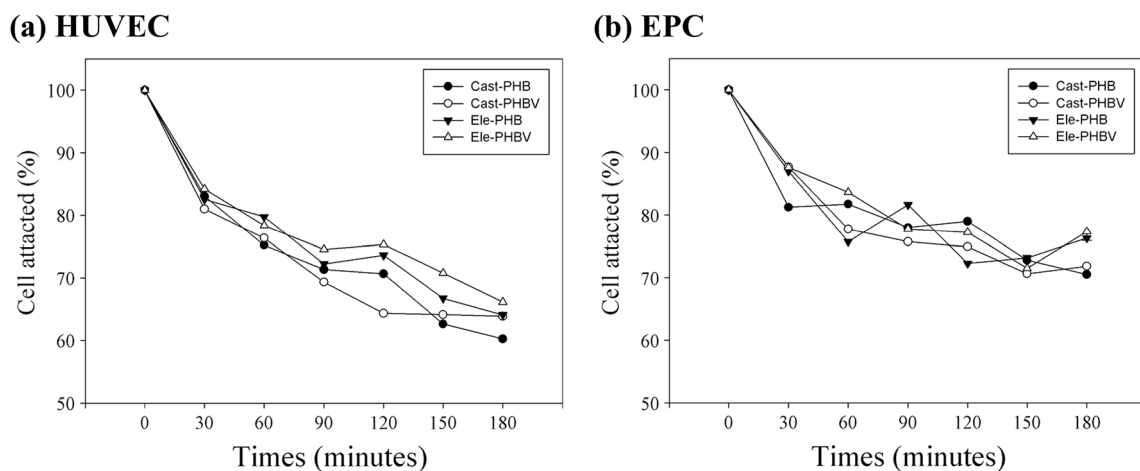 (a) HUVEC
Cell attacted (%)
100
90
80
70
60
50
Cast-PHB
Cast-PHBV
Ele-PHB
Ele-PHBV
0 30 60 90 120 150 180
Times (minutes)
(b) EPC
Cell attacted (%)
100
90
80
70
60
50
Cast-PHB
Cast-PHBV
Ele-PHB
Ele-PHBV
0 30 60 90 120 150 180
Times (minutes)